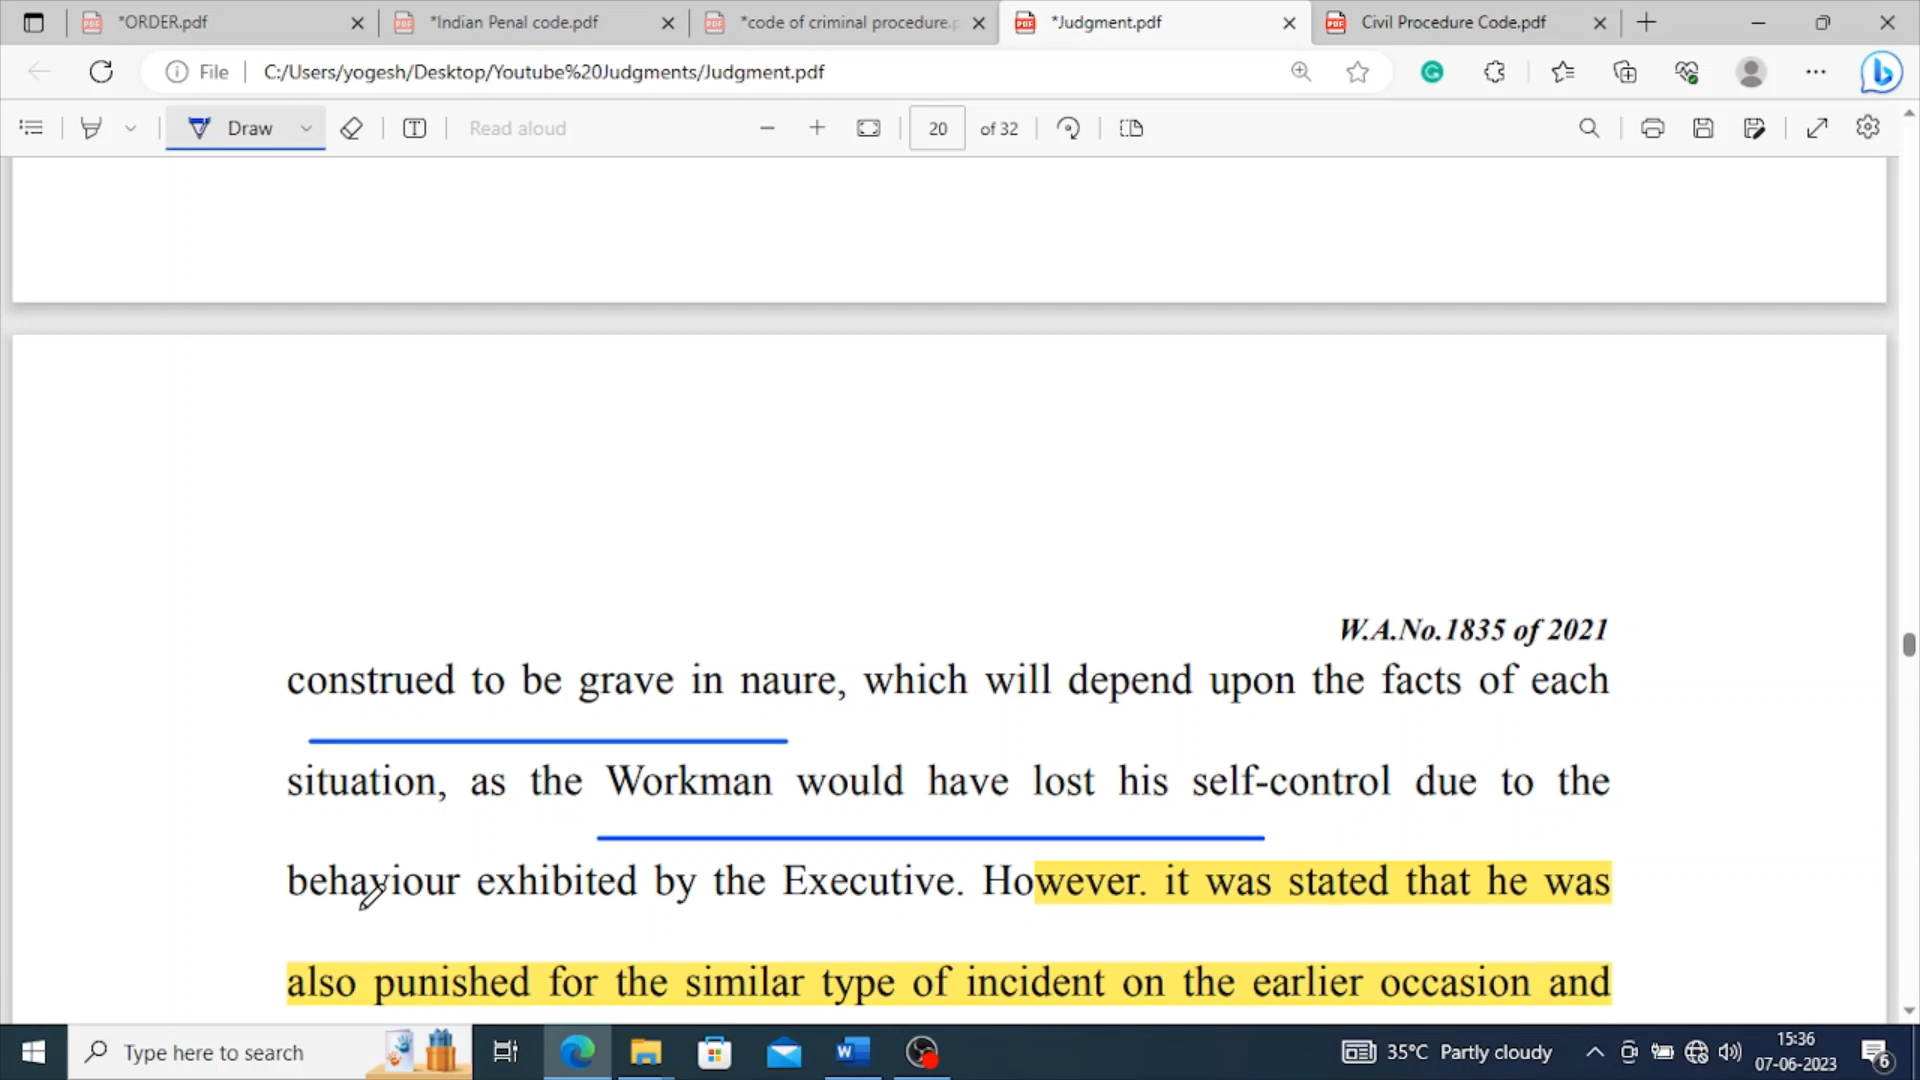 *ORDER.pdf
*Indian Penal code.pdf
*code of criminal procedure.p
*Judgment.pdf
Civil Procedure Code.pdf
File
C:/Users/yogesh/Desktop/Youtube%20Judgments/Judgment.pdf
Draw
Read aloud
20
of 32
W.A.No.1835 of 2021
construed to be grave in naure, which will depend upon the facts of each
situation, as the Workman would have lost his self-control due to the
behaviour exhibited by the Executive. However. it was stated that he was
also punished for the similar type of incident on the earlier occasion and
Type here to search
35°C Partly cloudy
15:36
07-06-2023
6